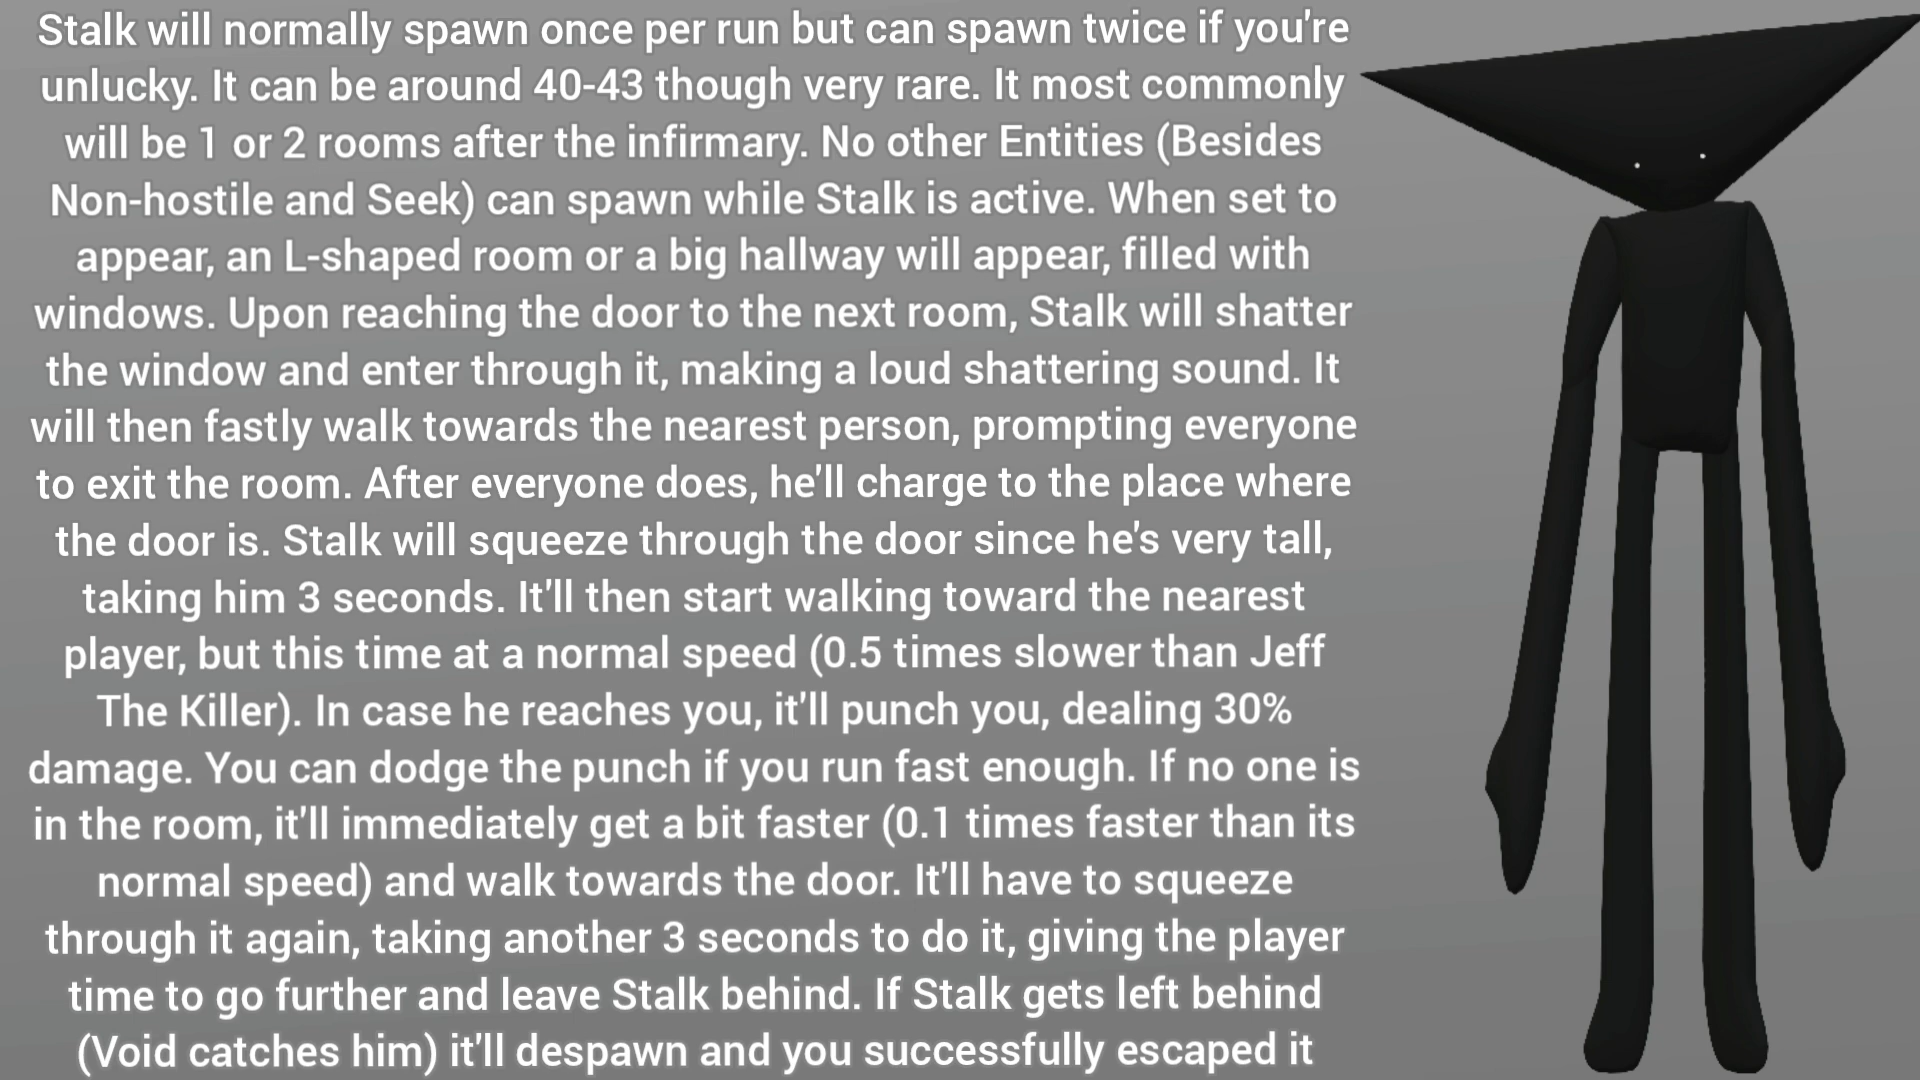 Stalk will normally spawn once per run but can spawn twice if you're
unlucky. It can be around 40-43 though very rare. It most commonly
will be 1 or 2 rooms after the infirmary. No other Entities (Besides
Non-hostile and Seek) can spawn while Stalk is active. When set to
appear, an L-shaped room or a big hallway will appear, filled with
windows. Upon reaching the door to the next room, Stalk will shatter
the window and enter through it, making a loud shattering sound. It
will then fastly walk towards the nearest person, prompting everyone
to exit the room. After everyone does, he'll charge to the place where
the door is. Stalk will squeeze through the door since he's very tall,
taking him 3 seconds. It'll then start walking toward the nearest
player, but this time at a normal speed (0.5 times slower than Jeff
The Killer). In case he reaches you, it'll punch you, dealing 30%
damage. You can dodge the punch if you run fast enough. If no one is
in the room, it'll immediately get a bit faster (0.1 times faster than its
normal speed) and walk towards the door. It'll have to squeeze
through it again, taking another 3 seconds to do it, giving the player
time to go further and leave Stalk behind. If Stalk gets left behind
(Void catches him) it'll despawn and you successfully escaped it